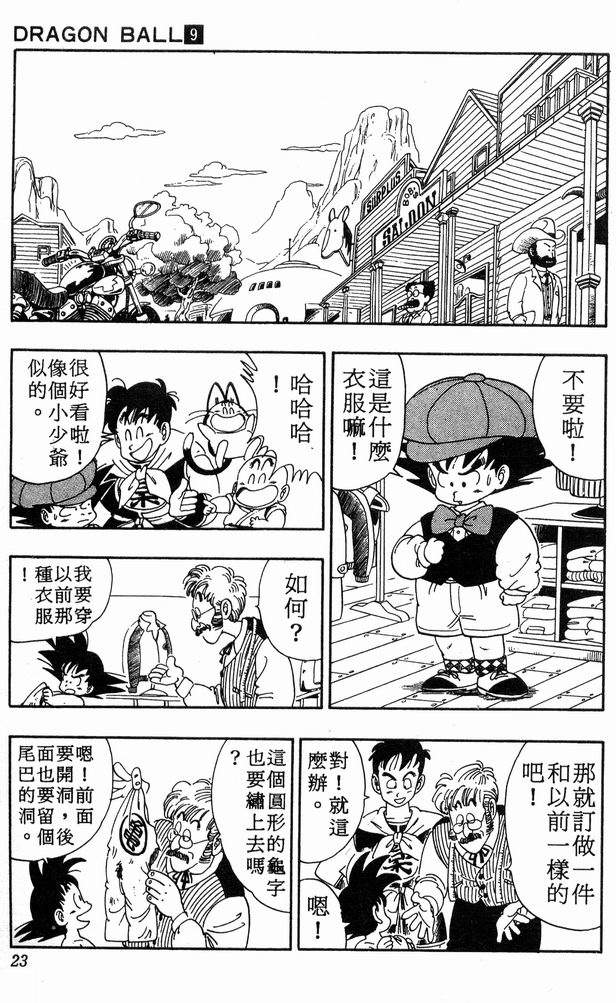 DRAGON BALL 9
SURPLUS
BOB'S
SALOON
不要啦！
這是什麼
衣服嘛！
哈哈哈
！
很好看啦！
像個小少爺
似的。
如何？
我要穿
以前那
種衣服
！
那就訂做一件
和以前一樣的
吧！
對！就這
麼辦。
嗯！
這個圓形的龜字
也要繡上去嗎
？
嗯！前面
要開洞，後
面也要留個
尾巴的洞。
23